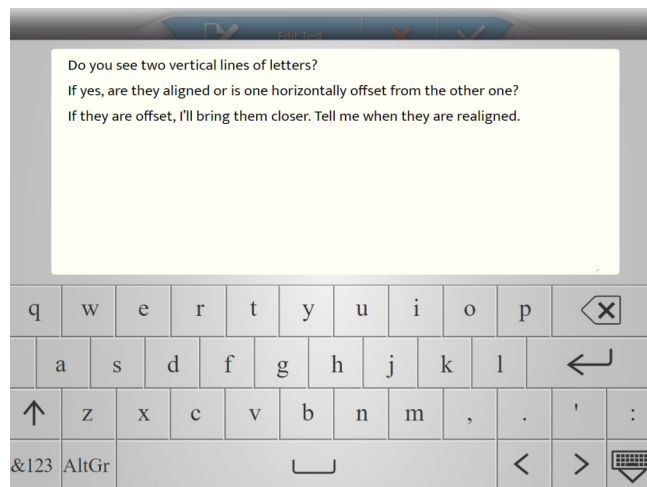 Edit Test
Do you see two vertical lines of letters?
If yes, are they aligned or is one horizontally offset from the other one?
If they are offset, I'll bring them closer. Tell me when they are realigned.
q w e r t y u i o p
a s d f g h j k l
z x c v b n m , . ' :
&123 AltGr < >